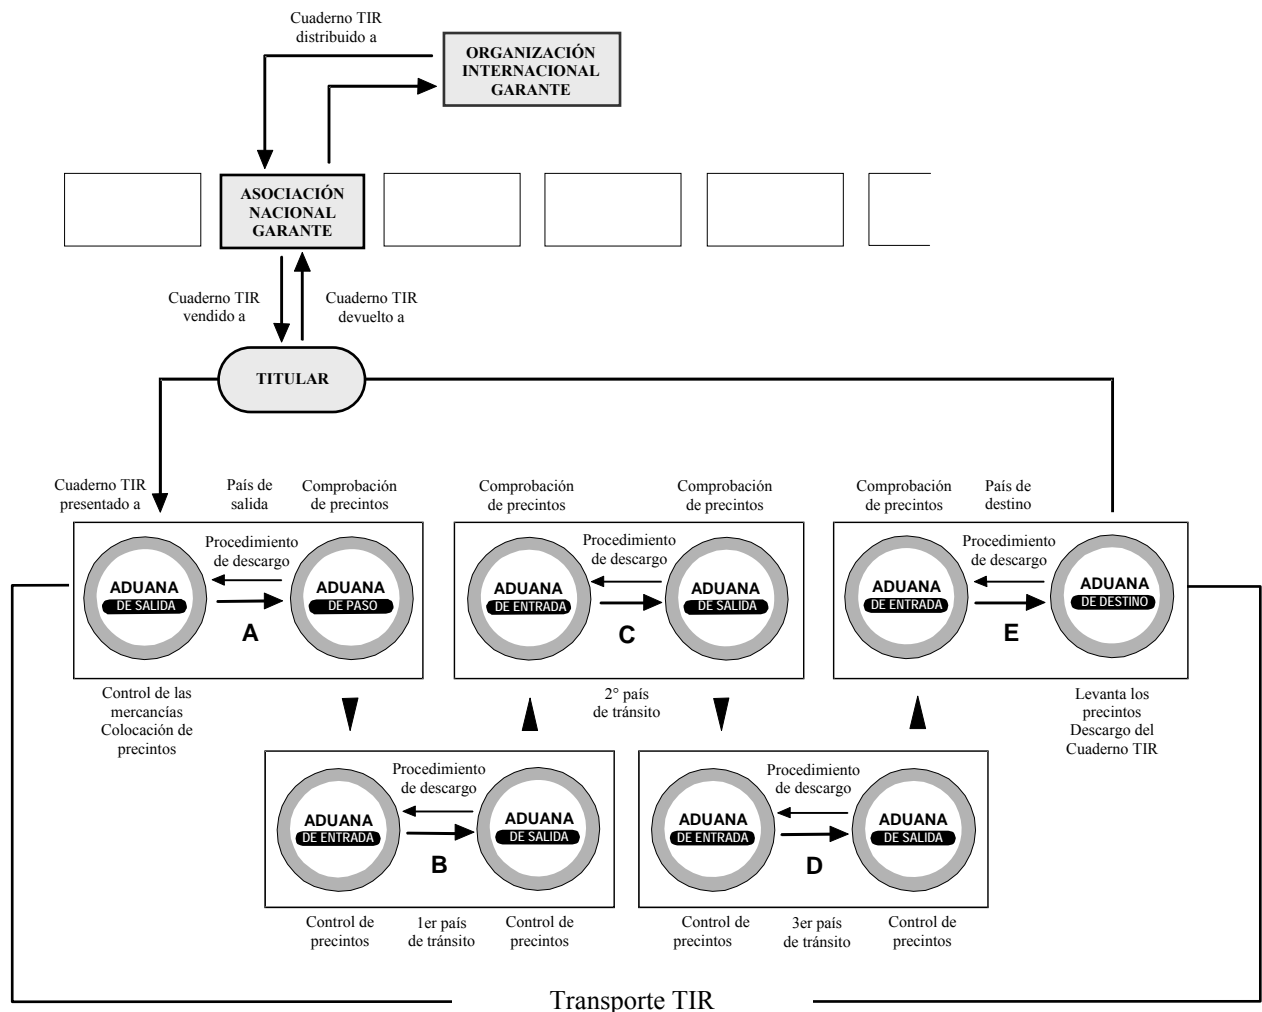 Cuaderno TIR
distribuido a
ORGANIZACIÓN
INTERNACIONAL
GARANTE
ASOCIACIÓN
NACIONAL
GARANTE
Cuaderno TIR
vendido a
Cuaderno TIR
devuelto a
TITULAR
Cuaderno TIR
presentado a
País de
salida
Comprobación
de precintos
Comprobación
de precintos
Comprobación
de precintos
Comprobación
de precintos
País de
destino
ADUANA
DE SALIDA
Procedimiento
de descargo
A
ADUANA
DE PASO
ADUANA
DE ENTRADA
Procedimiento
de descargo
C
ADUANA
DE SALIDA
ADUANA
DE ENTRADA
Procedimiento
de descargo
E
ADUANA
DE DESTINO
Control de las
mercancías
Colocación de
precintos
2° país
de tránsito
Levanta los
precintos
Descargo del
Cuaderno TIR
ADUANA
DE ENTRADA
Procedimiento
de descargo
B
ADUANA
DE SALIDA
ADUANA
DE ENTRADA
Procedimiento
de descargo
D
ADUANA
DE SALIDA
Control de
precintos
1er país
de tránsito
Control de
precintos
Control de
precintos
3er país
de tránsito
Control de
precintos
Transporte TIR